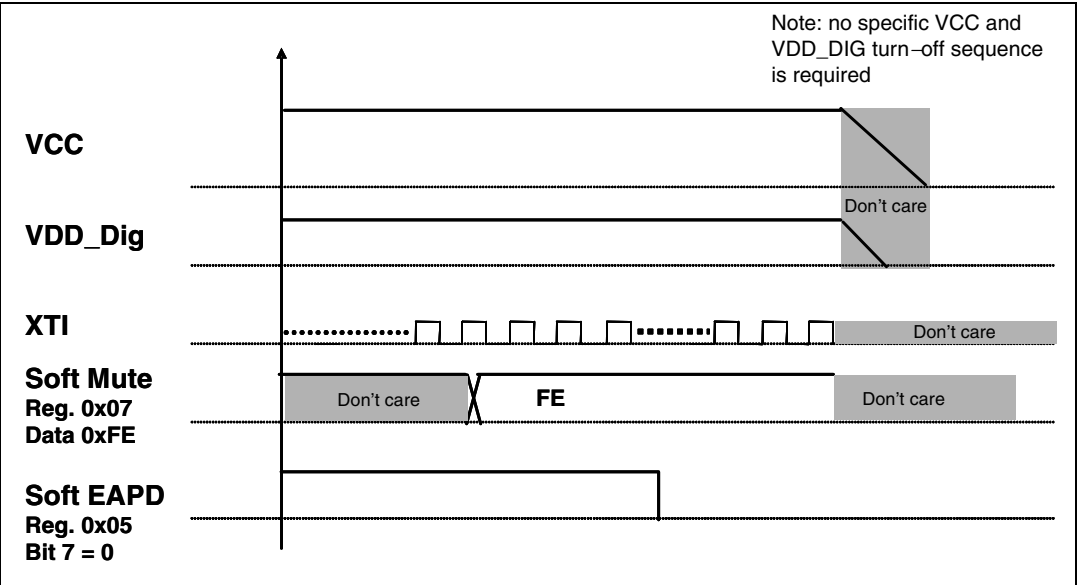 Note: no specific VCC and
VDD_DIG turn–off sequence
is required
VCC
Don't care
VDD_Dig
XTI
Don't care
Soft Mute
Reg. 0x07
Data 0xFE
Don't care
FE
Don't care
Soft EAPD
Reg. 0x05
Bit 7 = 0